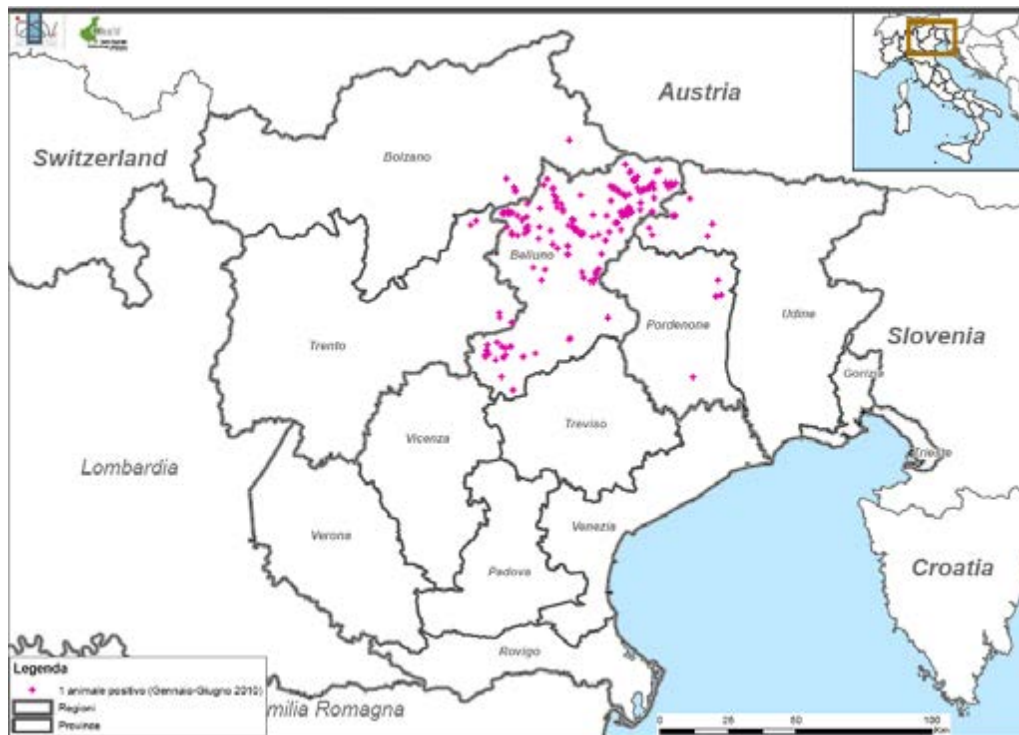 Austria
Switzerland
Bolzano
Belluno
Trento
Pordenone
Udine
Slovenia
Gorizia
Vicenza
Treviso
Trieste
Lombardia
Verona
Venezia
Padova
Croatia
Rovigo
Legenda
1 animale positivo (Gennaio-Giugno 2010)
Regioni
Province
milia Romagna
0 25 50 100
Km